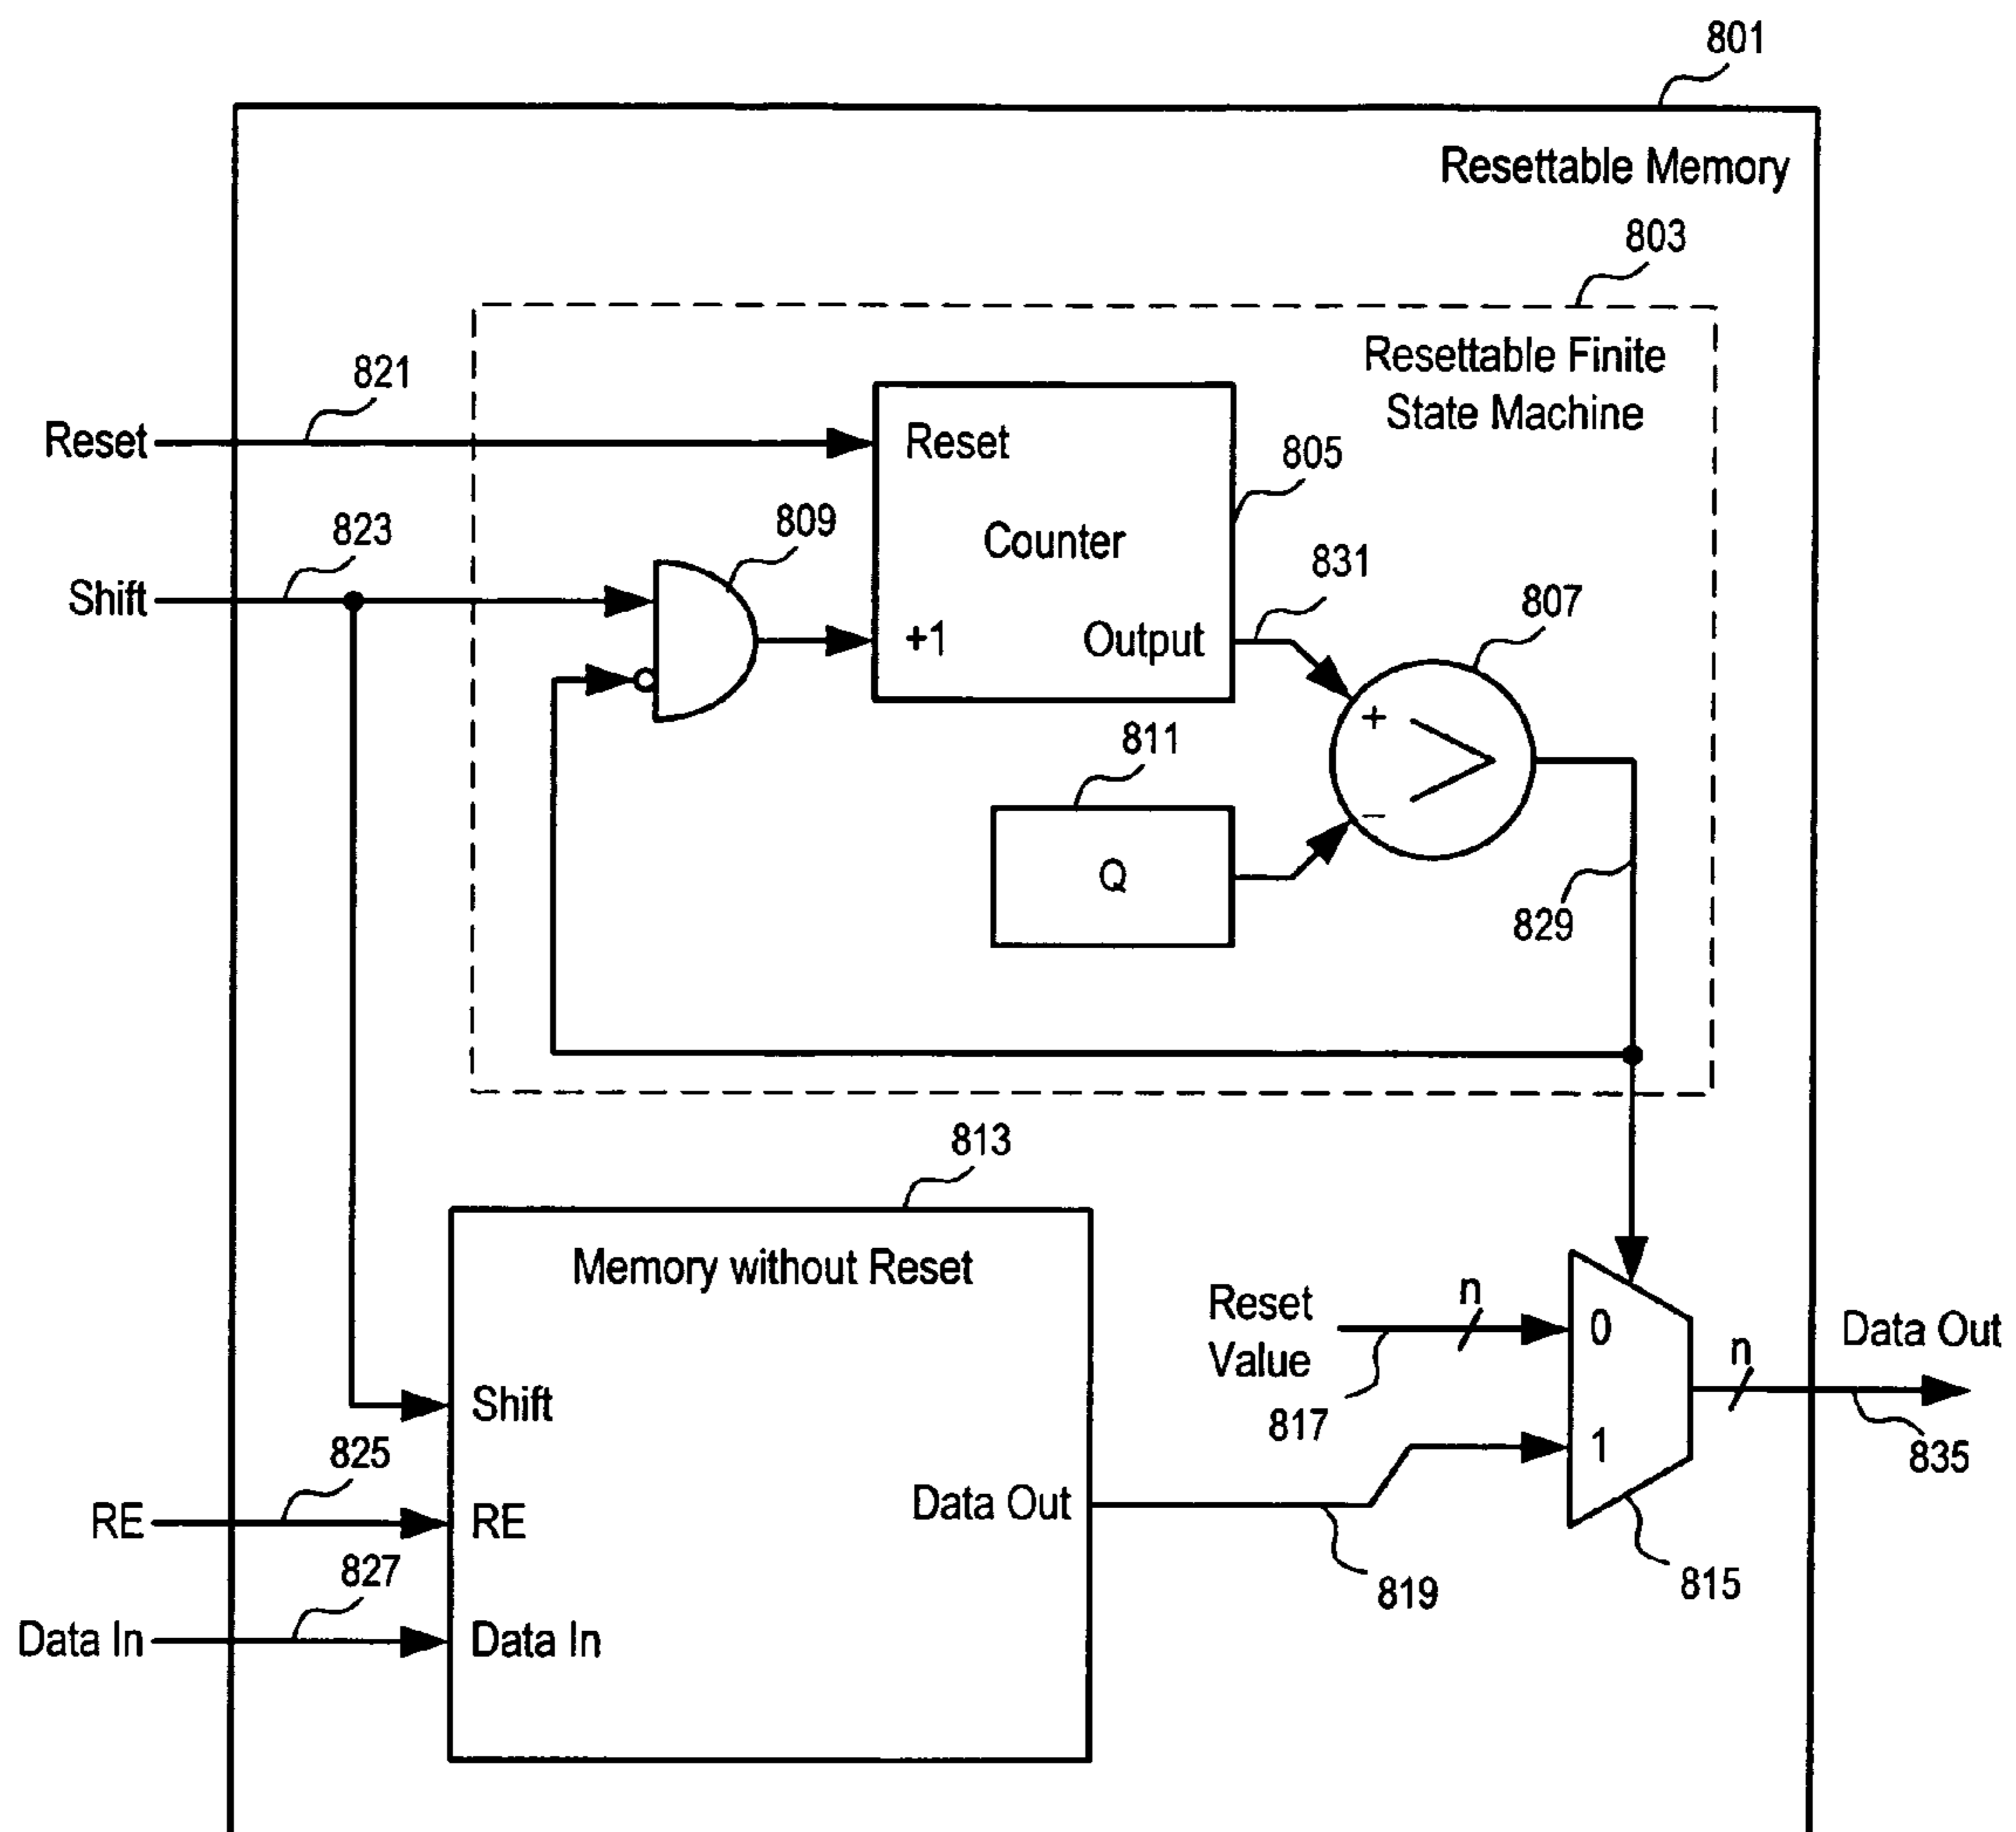 801
Resettable Memory
803
Resettable Finite
State Machine
821
Reset
Reset
805
823
809
Counter
Shift
831
807
+1
Output
+
>
811
−
Q
829
813
Memory without Reset
Reset
Value
n
0
Data Out
n
Shift
817
825
1
835
RE
RE
Data Out
827
819
815
Data In
Data In